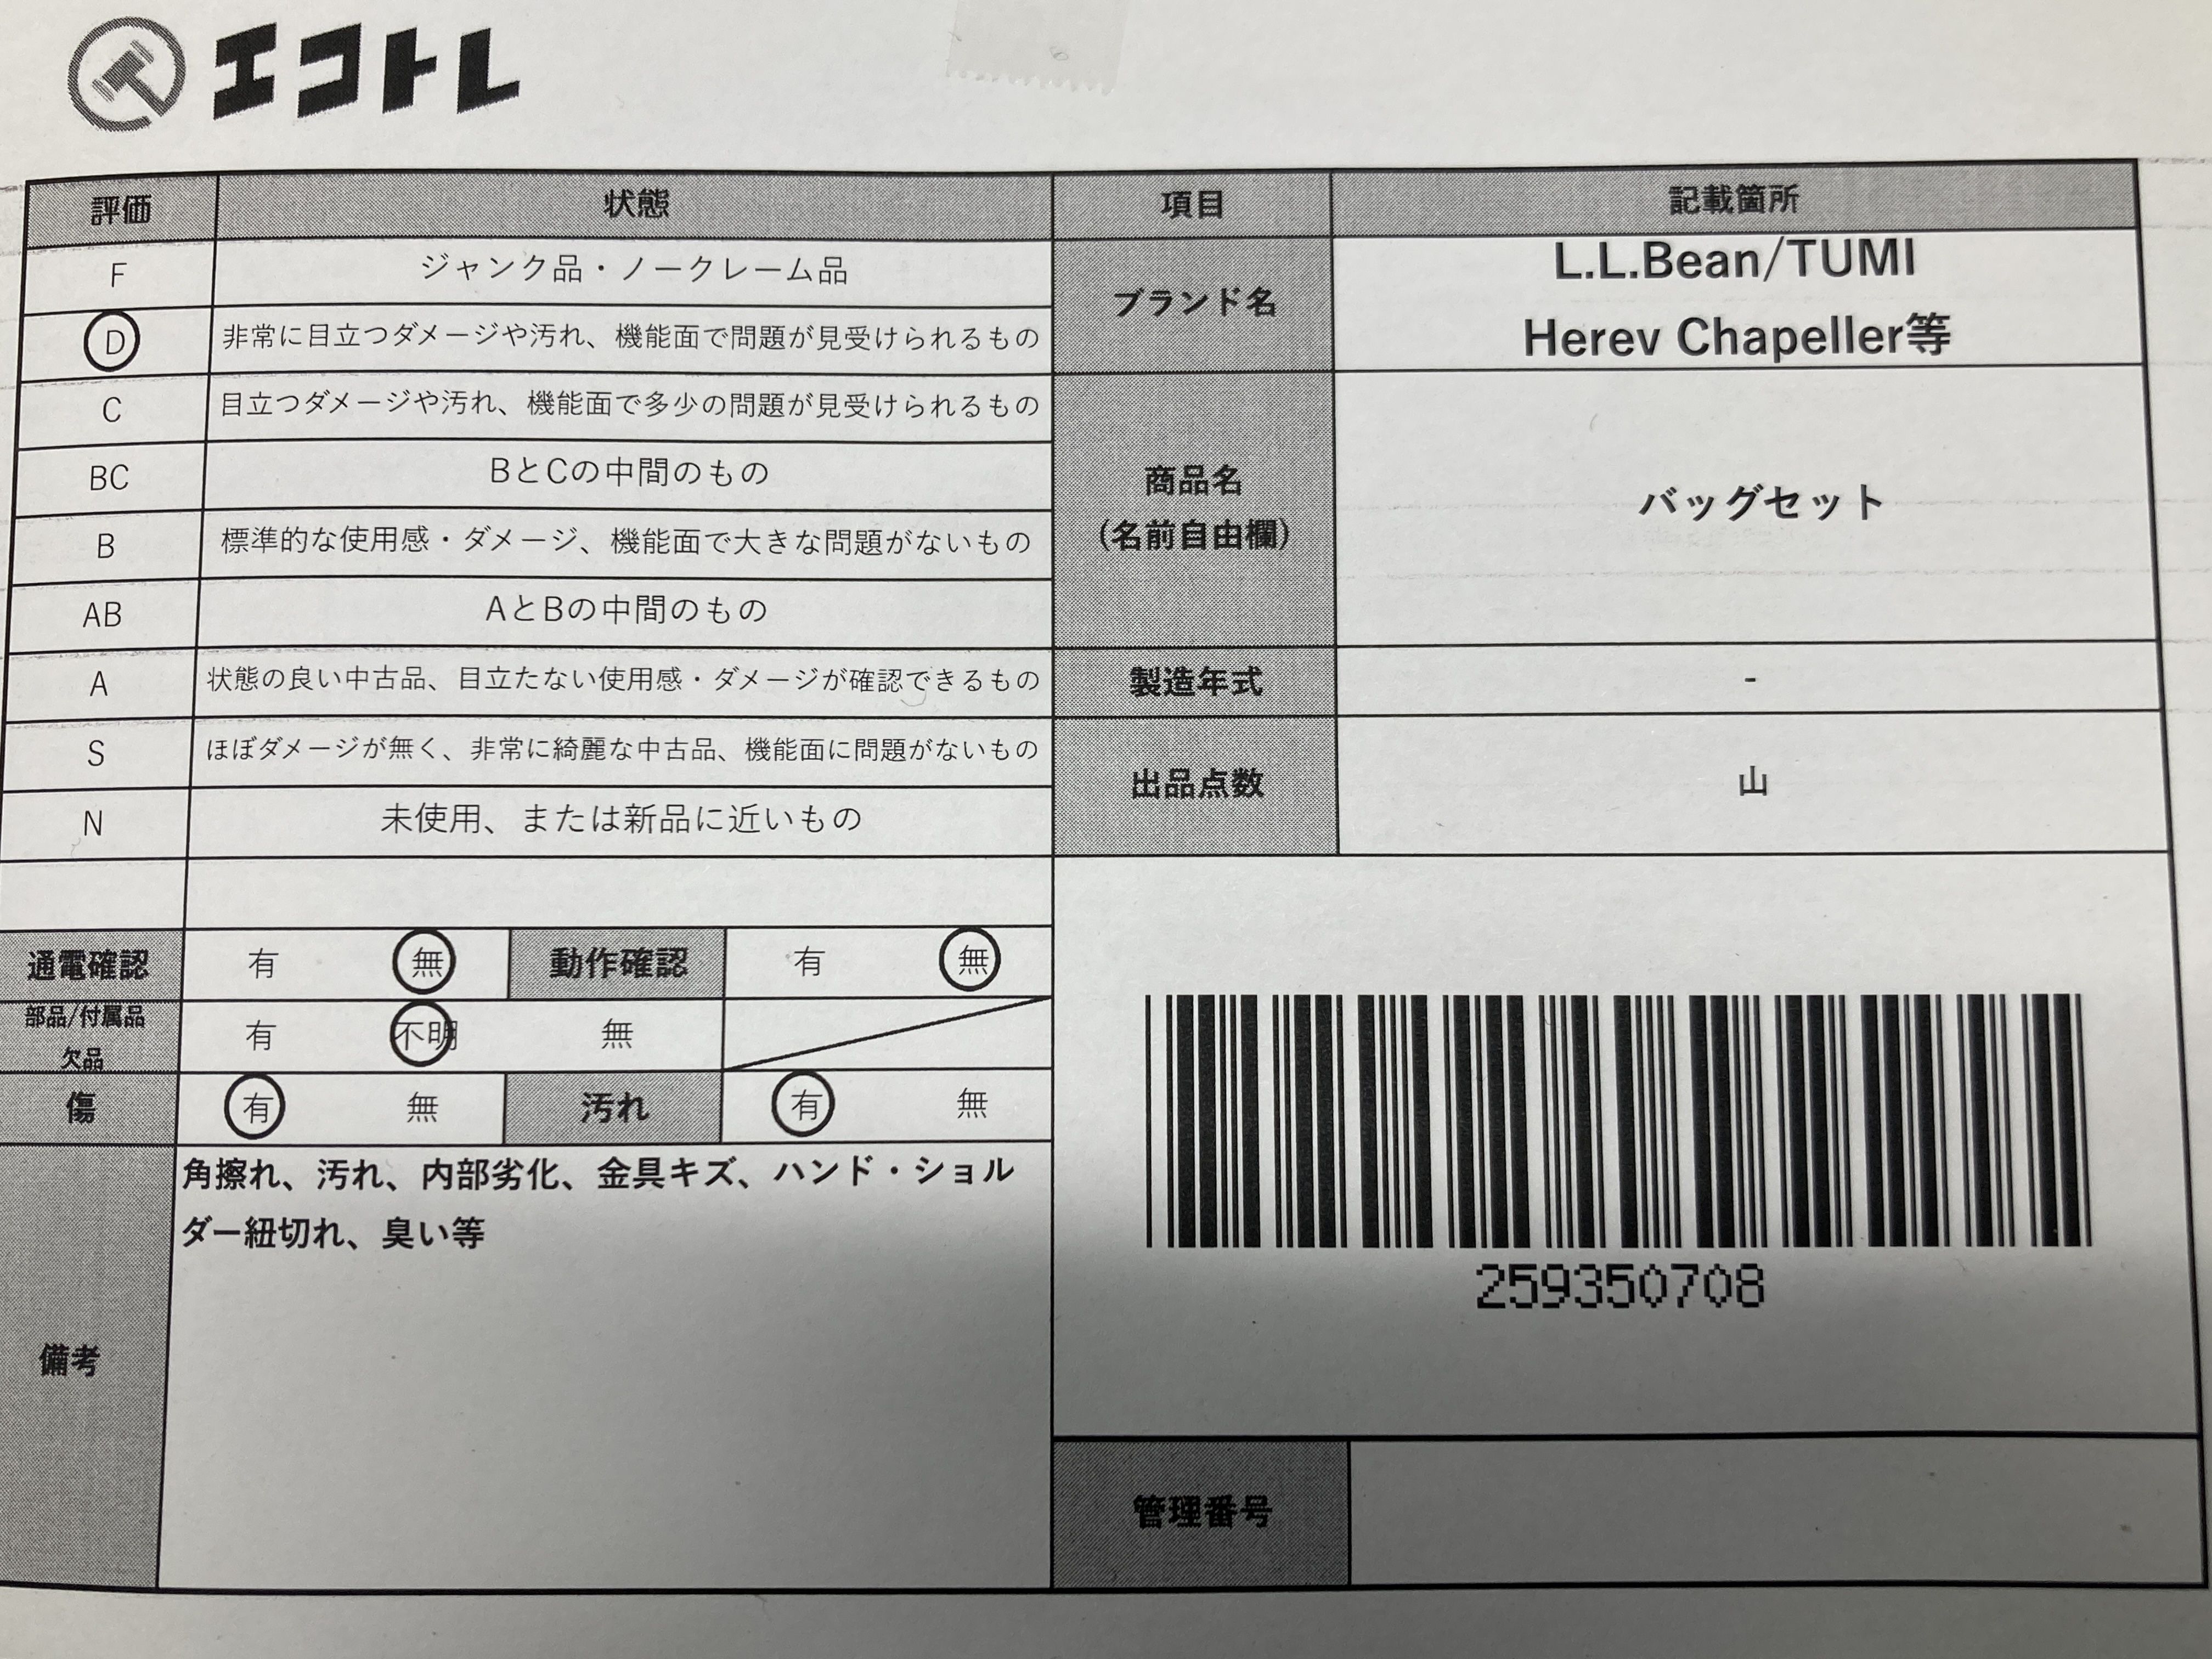 エコトレ
評価 状態 項目 記載箇所
F ジャンク品・ノークレーム品
D 非常に目立つダメージや汚れ、機能面で問題が見受けられるもの
C 目立つダメージや汚れ、機能面で多少の問題が見受けられるもの
BC BとCの中間のもの
B 標準的な使用感・ダメージ、機能面で大きな問題がないもの
AB AとBの中間のもの
A 状態の良い中古品、目立たない使用感・ダメージが確認できるもの
S ほぼダメージが無く、非常に綺麗な中古品、機能面に問題がないもの
N 未使用、または新品に近いもの
ブランド名
L.L.Bean/TUMI
Herev Chapeller等
商品名
(名前自由欄)
バッグセット
製造年式 -
出品点数 山
通電確認 有 無 動作確認 有 無
部品/付属品
欠品
有 不明 無
傷 有 無 汚れ 有 無
備考
角擦れ、汚れ、内部劣化、金具キズ、ハンド・ショル
ダー紐切れ、臭い等
259350708
管理番号